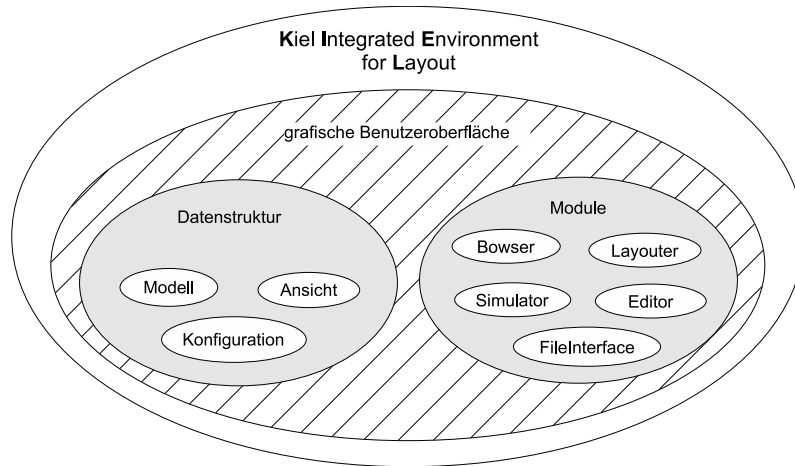 Kiel Integrated Environment
for Layout
grafische Benutzeroberfläche
Datenstruktur
Modell
Ansicht
Konfiguration
Module
Bowser
Layouter
Simulator
Editor
FileInterface